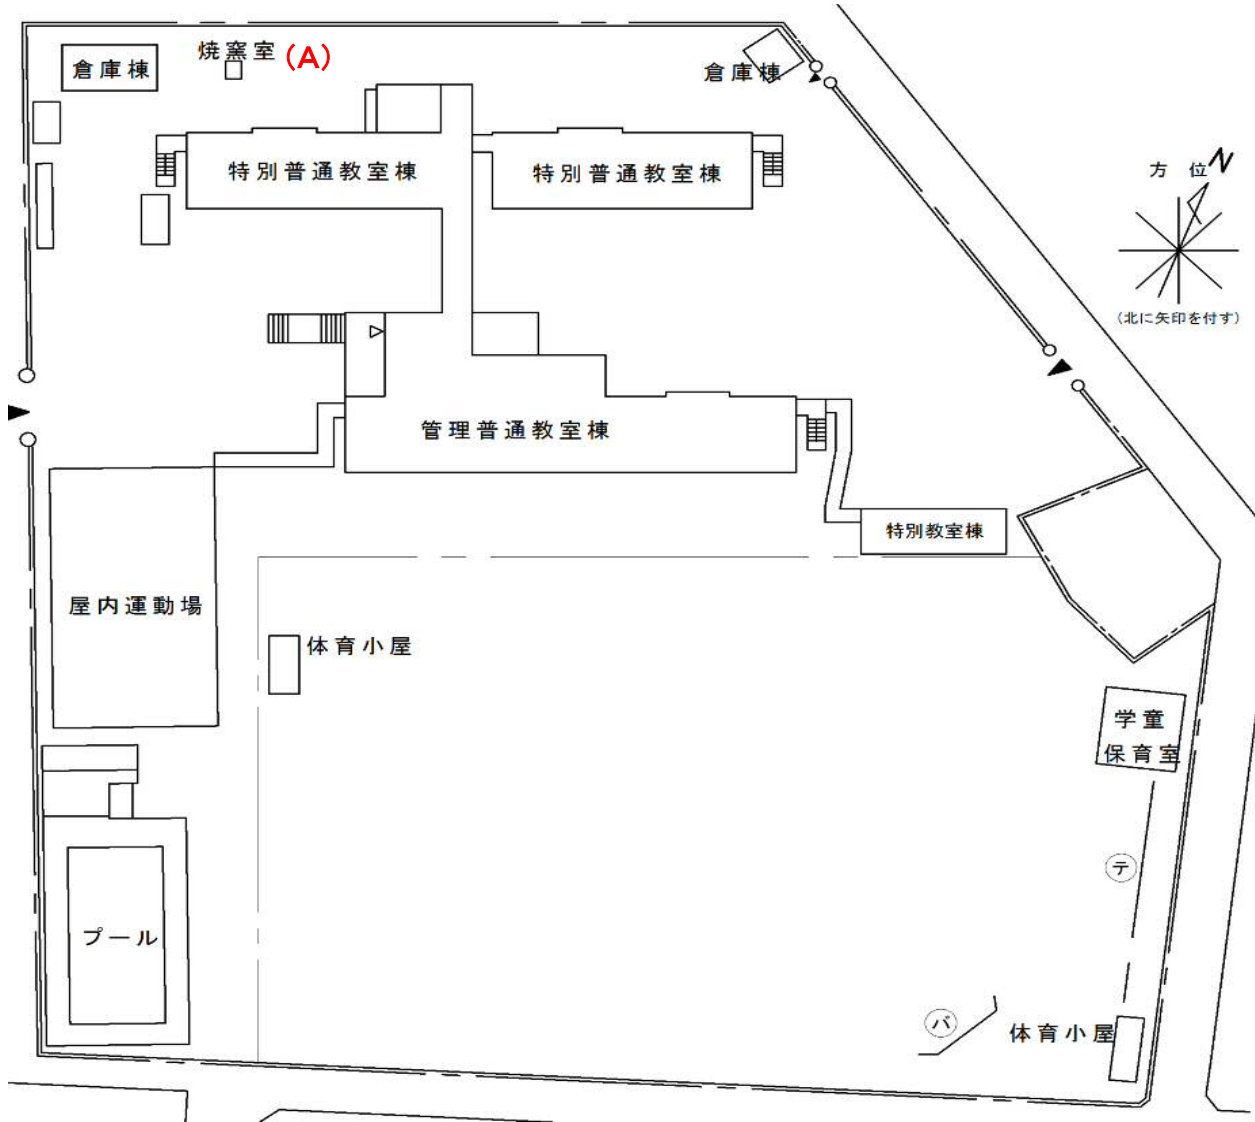 焼窯室 (A)
倉庫棟
倉庫棟
特別普通教室棟
特別普通教室棟
方位
N
(北に矢印を付す)
管理普通教室棟
特別教室棟
屋内運動場
体育小屋
学童
保育室
テ
プール
バ
体育小屋